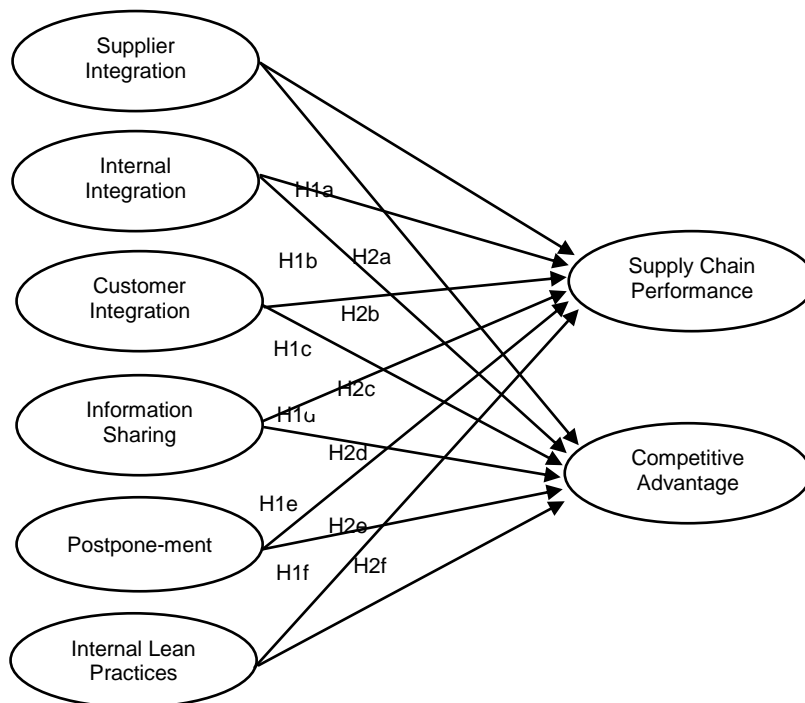 Supplier
Integration
Internal
Integration
Customer
Integration
Information
Sharing
Postpone-ment
Internal Lean
Practices
H1a
H1b
H2a
H2b
H1c
H2c
H2d
H1e
H2e
H1f
H2f
Supply Chain
Performance
Competitive
Advantage